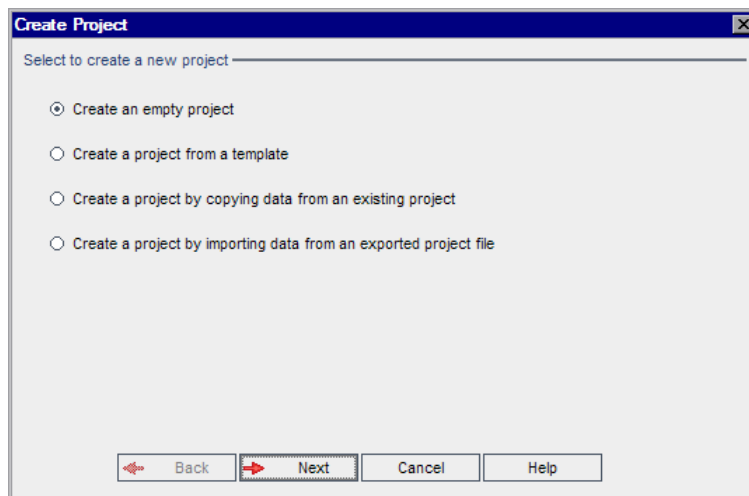 Create Project
Select to create a new project
Create an empty project
Create a project from a template
Create a project by copying data from an existing project
Create a project by importing data from an exported project file
Back Next Cancel Help